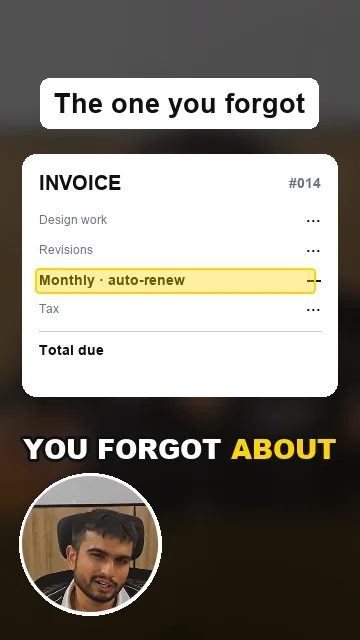 The one you forgot
INVOICE #014
Design work ...
Revisions ...
Monthly · auto-renew —
Tax ...
Total due
YOU FORGOT ABOUT